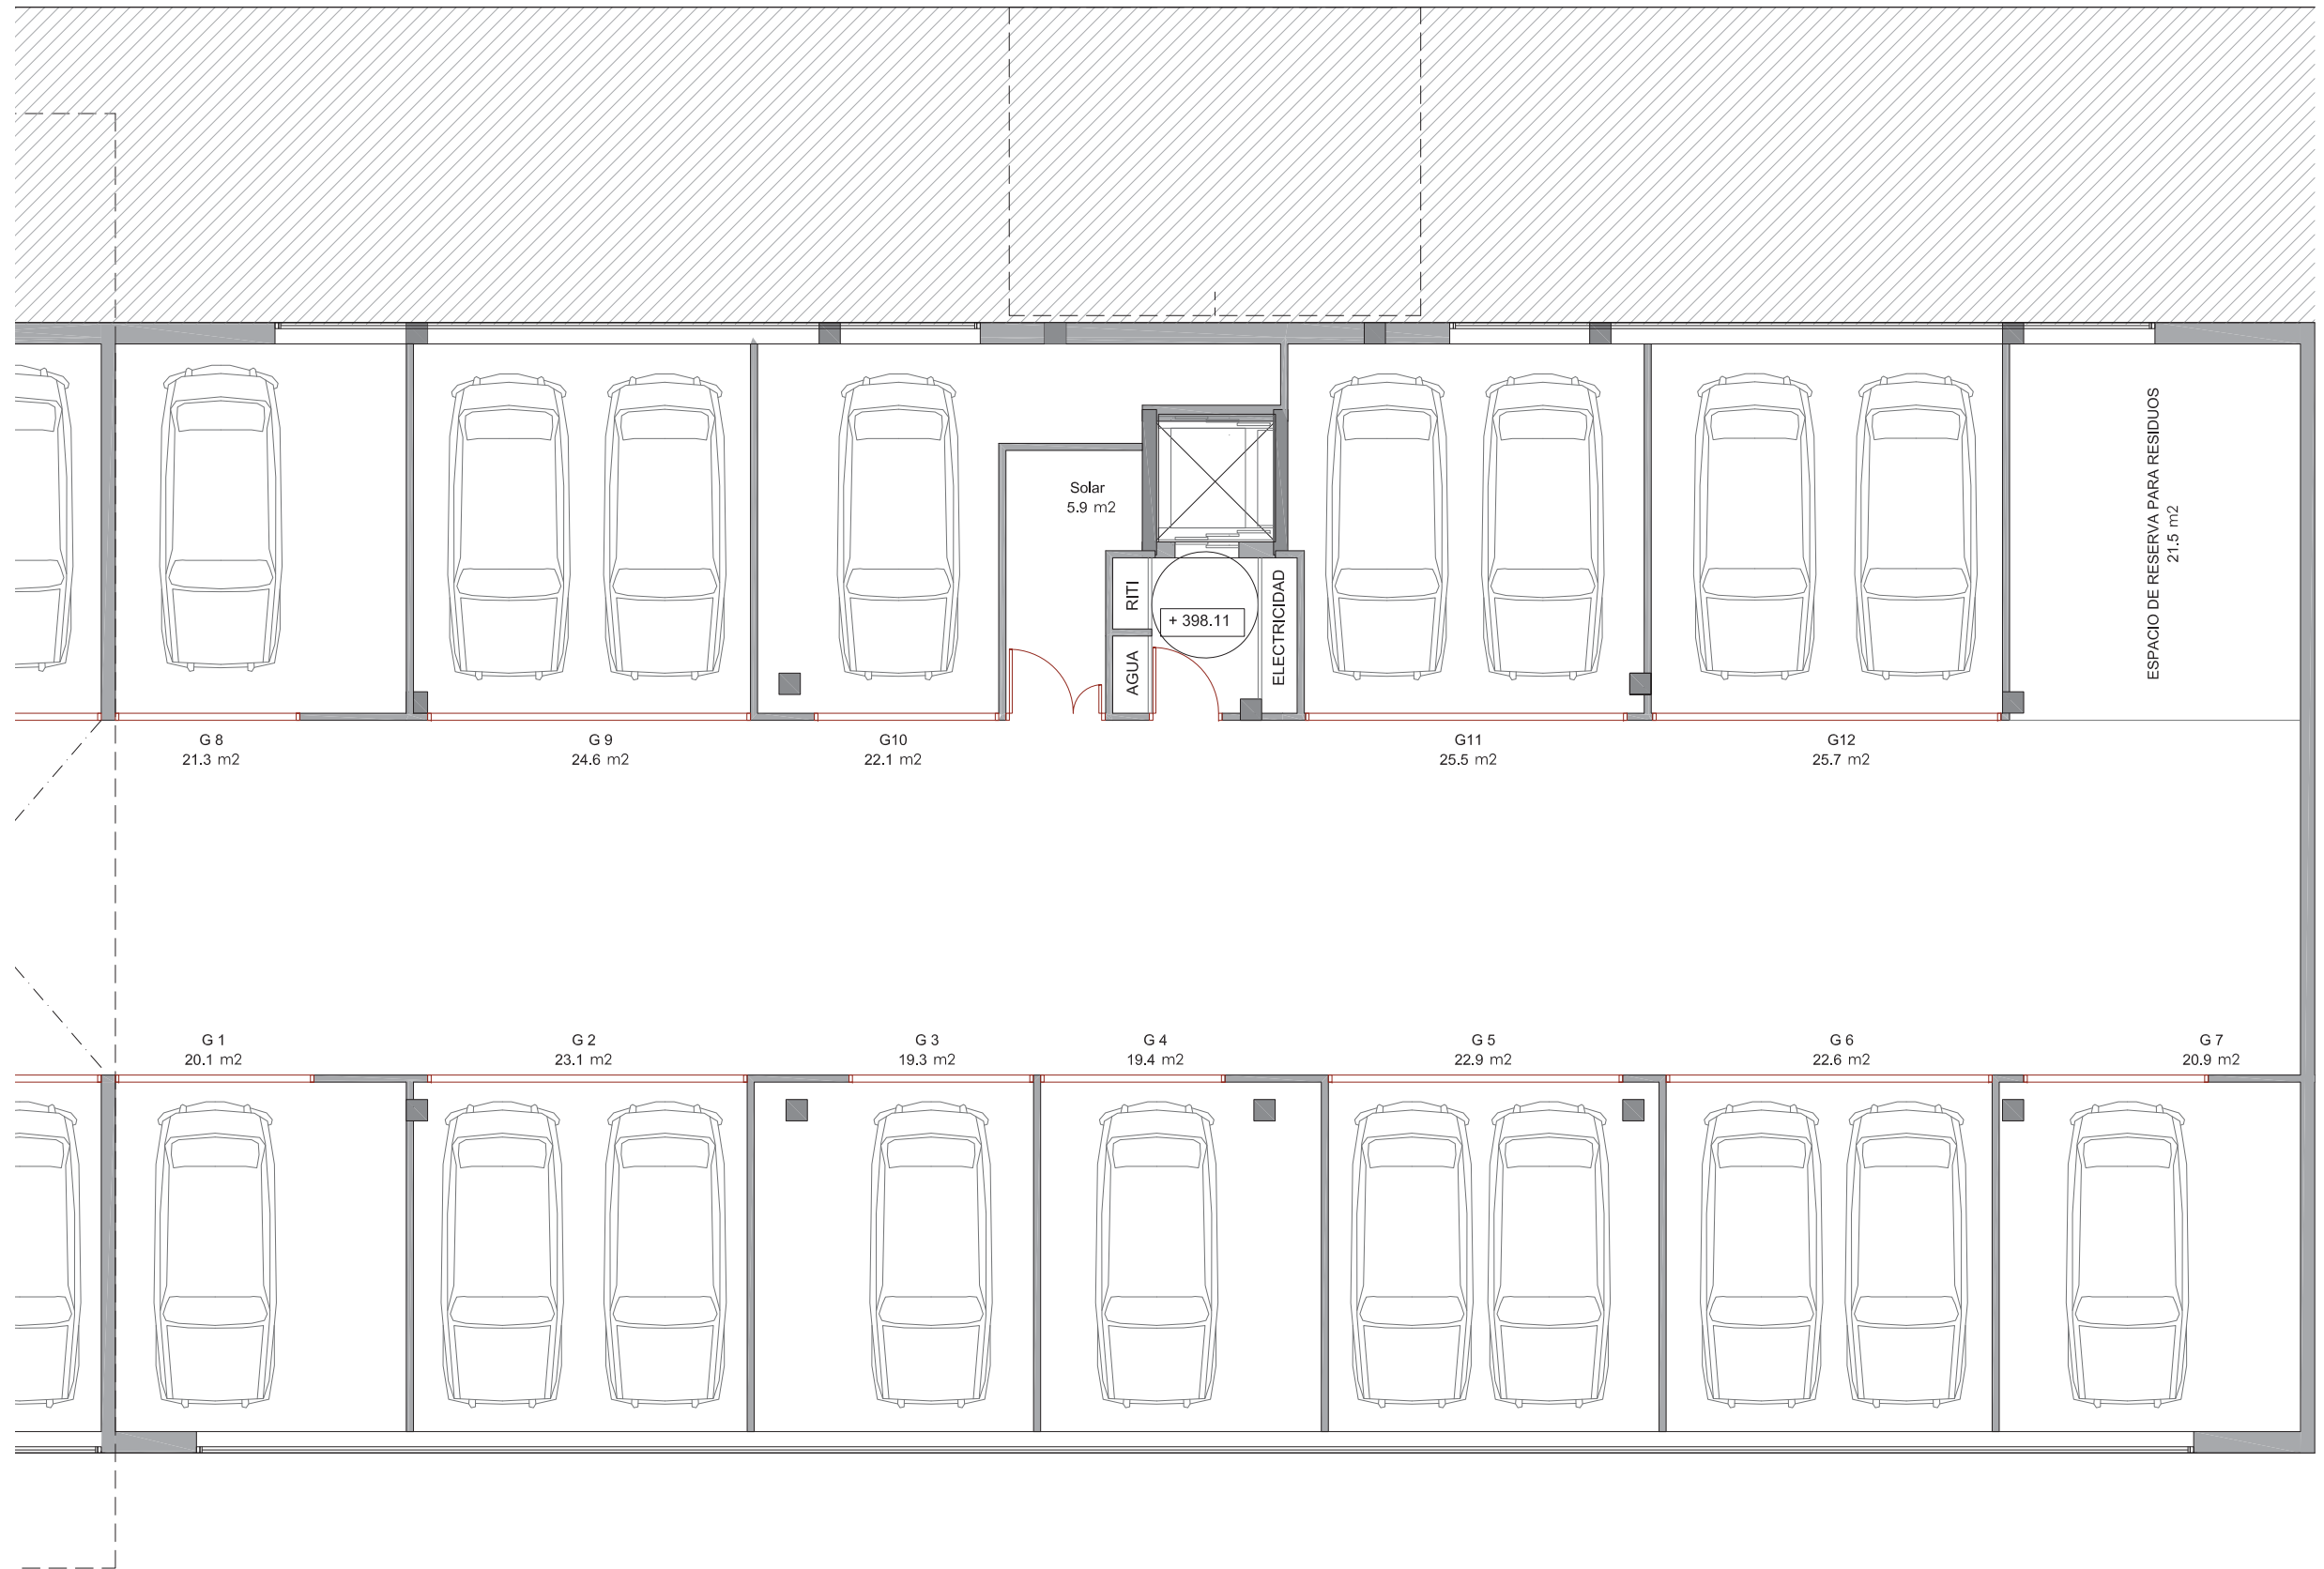 Solar
5.9 m2
RITI
AGUA
+ 398.11
ELECTRICIDAD
ESPACIO DE RESERVA PARA RESIDUOS
21.5 m2
G 8
21.3 m2
G 9
24.6 m2
G10
22.1 m2
G11
25.5 m2
G12
25.7 m2
G 1
20.1 m2
G 2
23.1 m2
G 3
19.3 m2
G 4
19.4 m2
G 5
22.9 m2
G 6
22.6 m2
G 7
20.9 m2